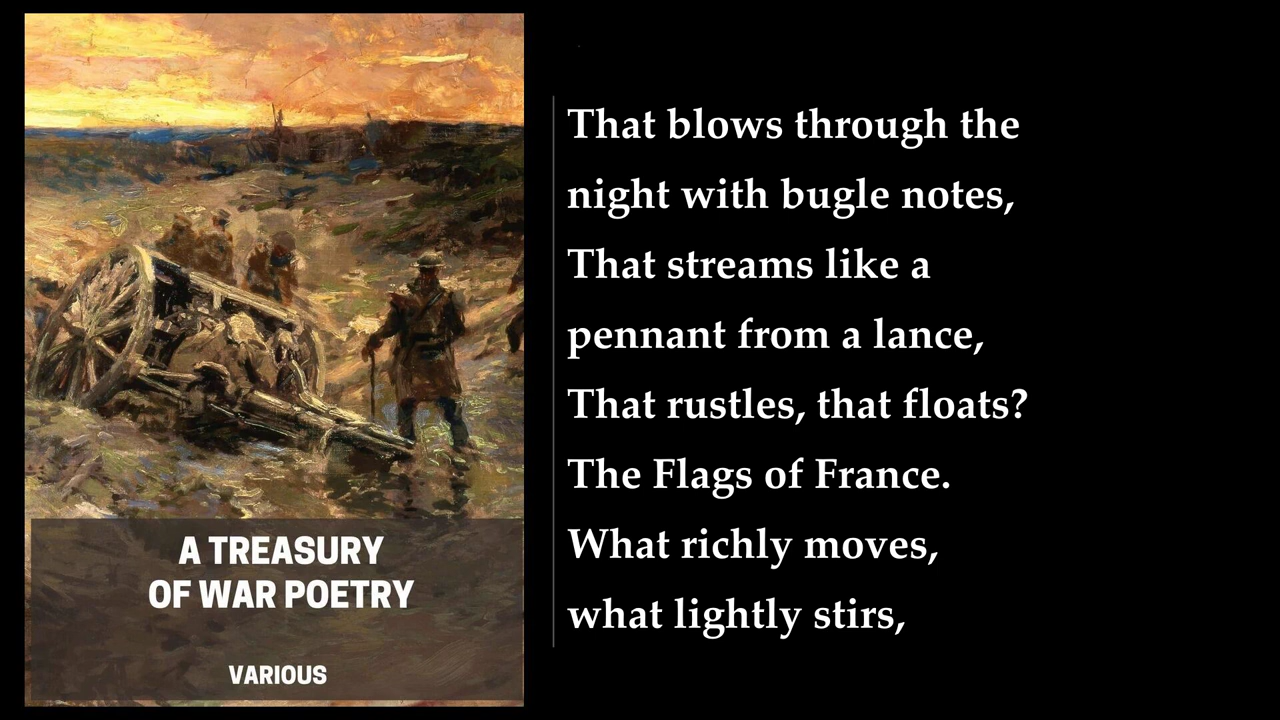 A TREASURY
OF WAR POETRY
VARIOUS
That blows through the
night with bugle notes,
That streams like a
pennant from a lance,
That rustles, that floats?
The Flags of France.
What richly moves,
what lightly stirs,